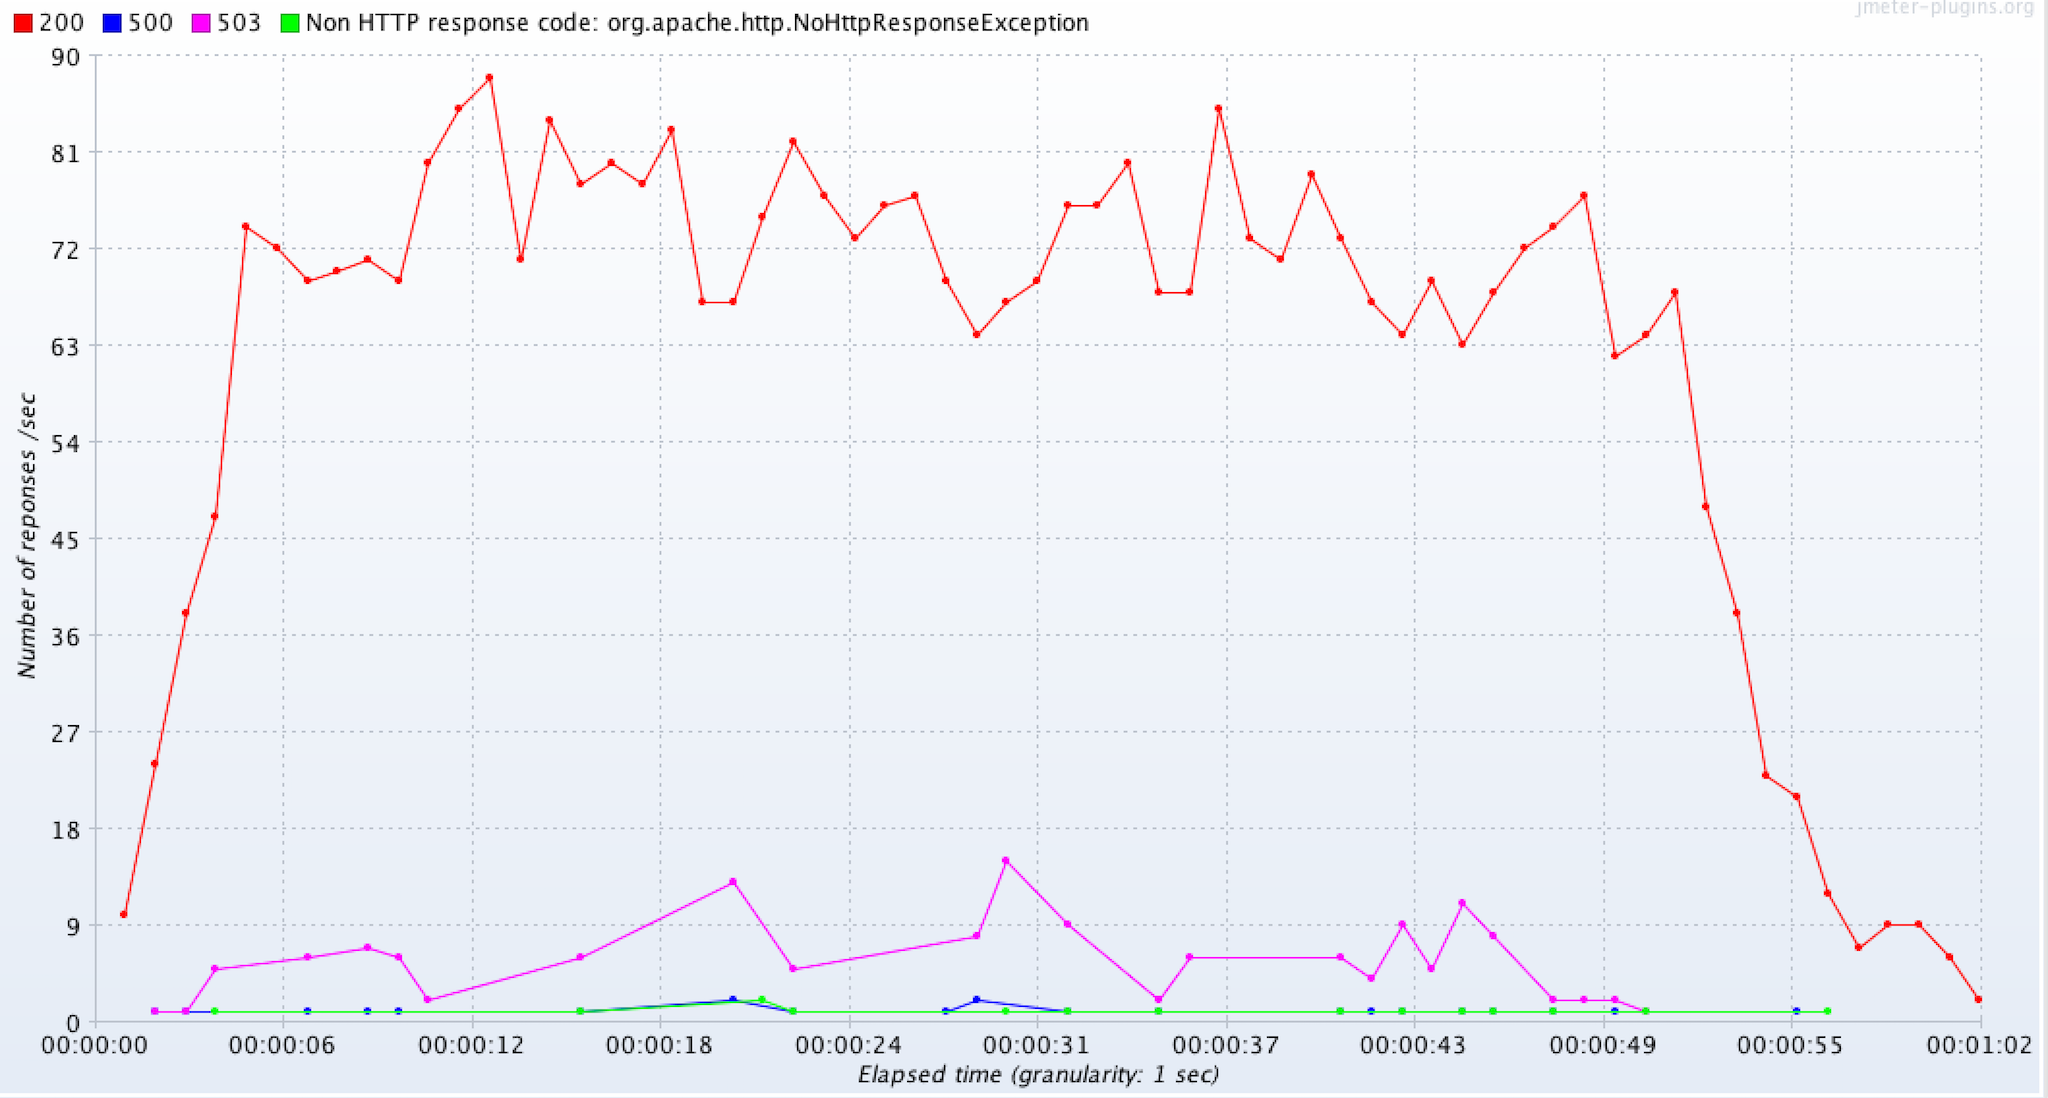 jmeter-plugins.org
200 500 503 Non HTTP response code: org.apache.http.NoHttpResponseException
90
81
72
63
54
45
36
27
18
9
0
Number of reponses /sec
00:00:00 00:00:06 00:00:12 00:00:18 00:00:24 00:00:31 00:00:37 00:00:43 00:00:49 00:00:55 00:01:02
Elapsed time (granularity: 1 sec)